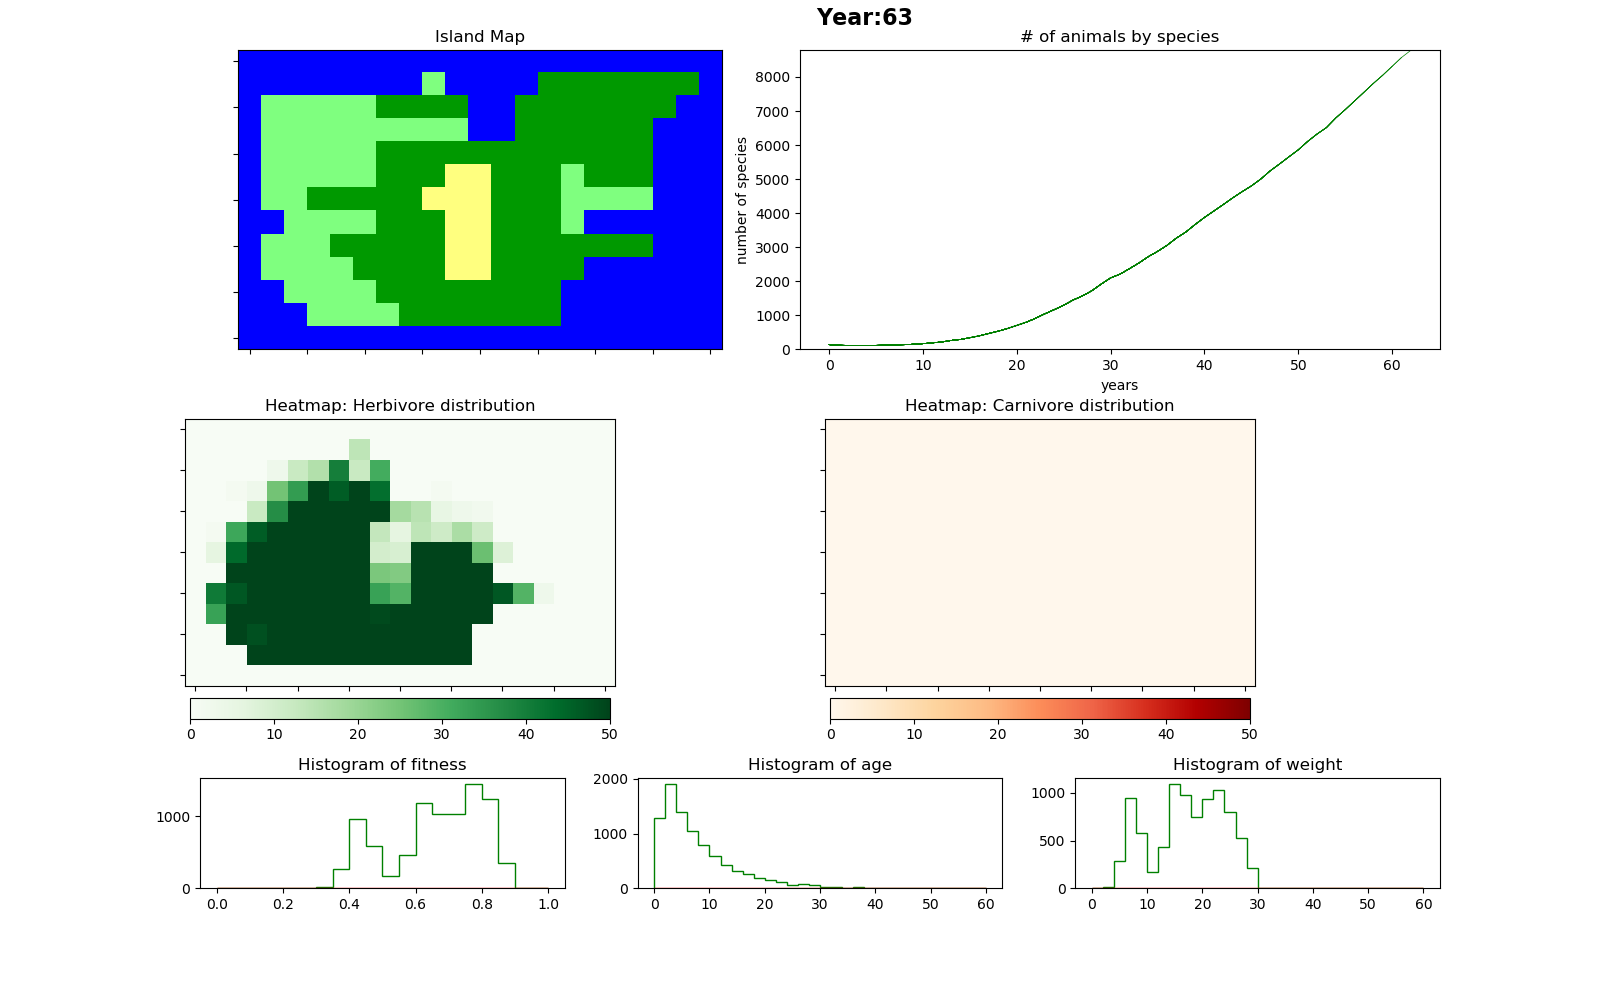 Year:63
Island Map
# of animals by species
8000
7000
6000
5000
4000
3000
2000
1000
0
number of species
0 10 20 30 40 50 60
years
Heatmap: Herbivore distribution
Heatmap: Carnivore distribution
0 10 20 30 40 50
0 10 20 30 40 50
Histogram of fitness
1000
0
0.0 0.2 0.4 0.6 0.8 1.0
Histogram of age
2000
1000
0
0 10 20 30 40 50 60
Histogram of weight
1000
500
0
0 10 20 30 40 50 60